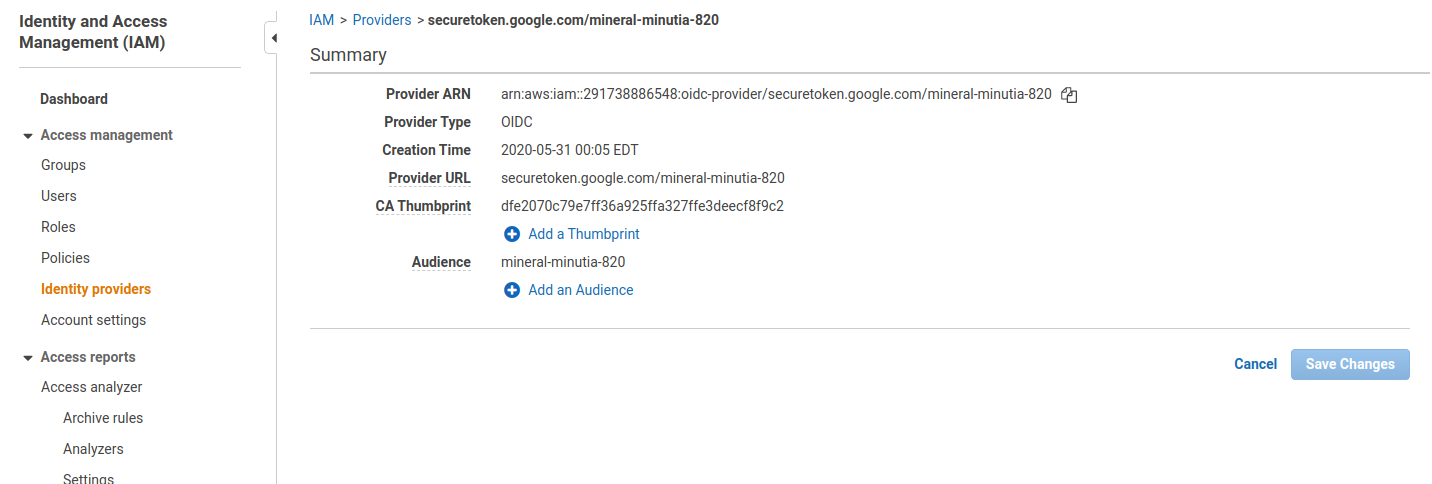 Identity and Access
Management (IAM)
Dashboard
Access management
Groups
Users
Roles
Policies
Identity providers
Account settings
Access reports
Access analyzer
Archive rules
Analyzers
Settings
IAM > Providers > securetoken.google.com/mineral-minutia-820
Summary
Provider ARN arn:aws:iam::291738886548:oidc-provider/securetoken.google.com/mineral-minutia-820
Provider Type OIDC
Creation Time 2020-05-31 00:05 EDT
Provider URL securetoken.google.com/mineral-minutia-820
CA Thumbprint dfe2070c79e7ff36a925ffa327ffe3deecf8f9c2
Add a Thumbprint
Audience mineral-minutia-820
Add an Audience
Cancel Save Changes